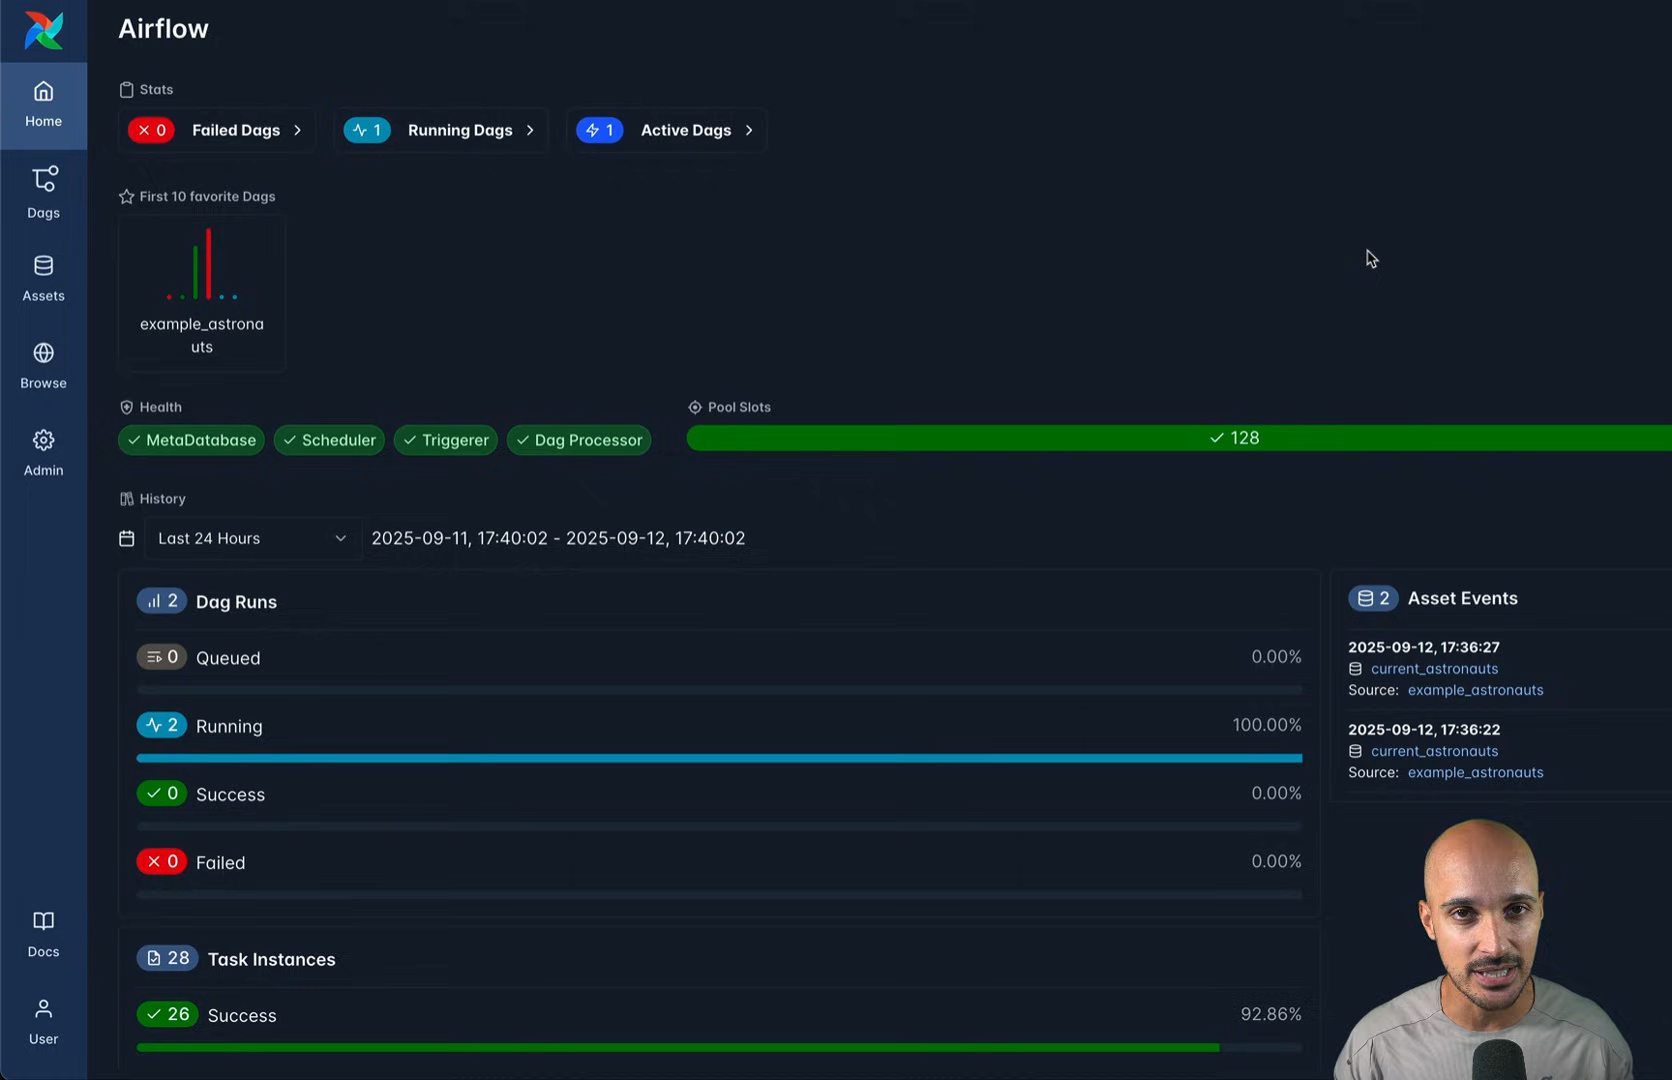 Airflow
Home
Dags
Assets
Browse
Admin
Docs
User
Stats
0 Failed Dags
1 Running Dags
1 Active Dags
First 10 favorite Dags
example_astrona
uts
Health
MetaDatabase
Scheduler
Triggerer
Dag Processor
Pool Slots
128
History
Last 24 Hours
2025-09-11, 17:40:02 - 2025-09-12, 17:40:02
2 Dag Runs
0 Queued 0.00%
2 Running 100.00%
0 Success 0.00%
0 Failed 0.00%
28 Task Instances
26 Success 92.86%
2 Asset Events
2025-09-12, 17:36:27
current_astronauts
Source: example_astronauts
2025-09-12, 17:36:22
current_astronauts
Source: example_astronauts